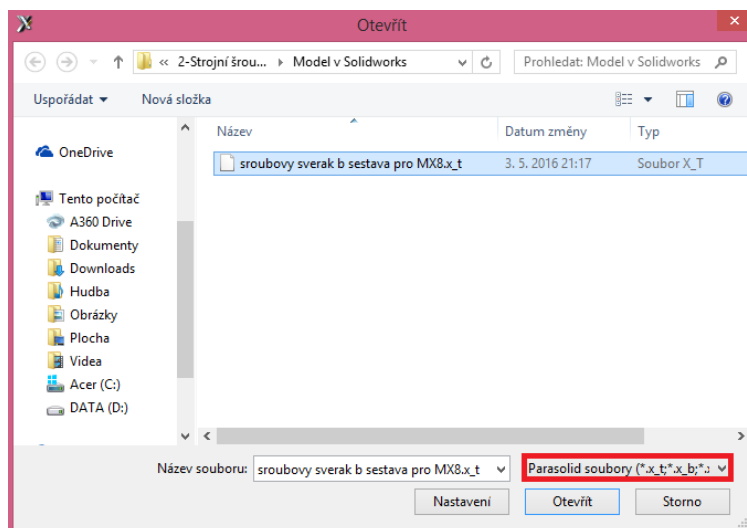 Otevřít
« 2-Strojní šrou... Model v Solidworks
Prohledat: Model v Solidworks
Uspořádat Nová složka
Název Datum změny Typ
OneDrive
sroubovy sverak b sestava pro MX8.x_t 3. 5. 2016 21:17 Soubor X_T
Tento počítač
A360 Drive
Dokumenty
Downloads
Hudba
Obrázky
Plocha
Videa
Acer (C:)
DATA (D:)
Název souboru: sroubovy sverak b sestava pro MX8.x_t Parasolid soubory (*.x_t;*.x_b;*.
Nastavení Otevřít Storno